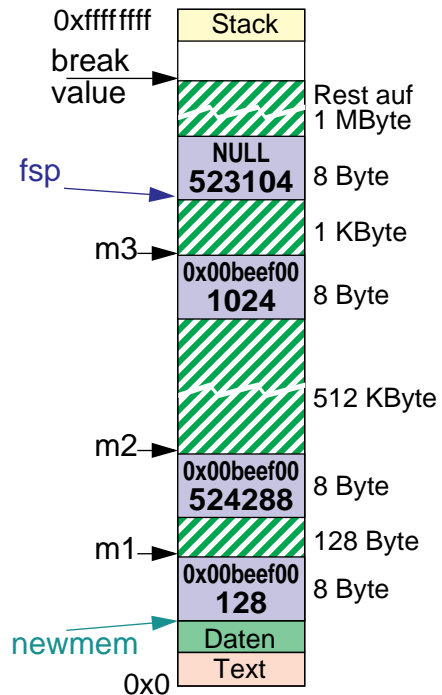 0xffffffff
Stack
break
value
Rest auf
1 MByte
NULL
523104
8 Byte
fsp
1 KByte
m3
0x00beef00
1024
8 Byte
512 KByte
m2
0x00beef00
524288
8 Byte
128 Byte
m1
0x00beef00
128
8 Byte
newmem
Daten
Text
0x0